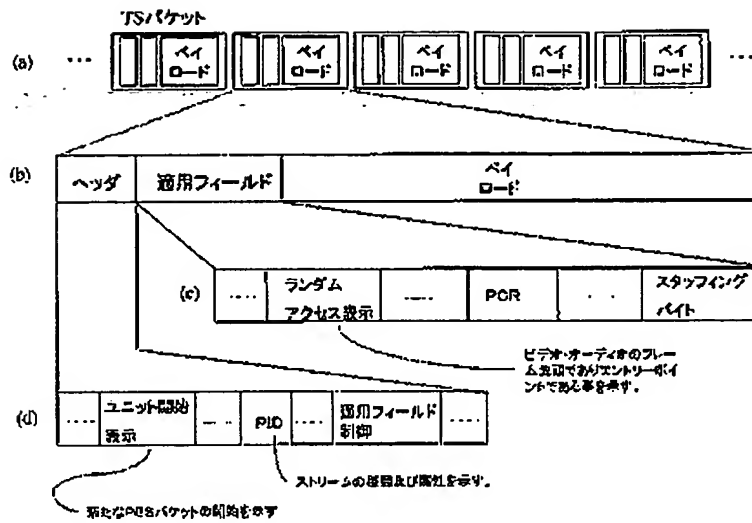 TSパケット
(a) ・・・ ペイ ペイ ペイ ペイ ペイ ・・・
ロード ロード ロード ロード ロード
(b) ヘッダ 適用フィールド ペイ
ロード
(c) ・・・・ ランダム ・・・・ PCR ・・・ スタッフィング
アクセス表示 バイト
ビデオ・オーディオのフレー
ム先頭でありエントリーポイ
ントである事を示す。
(d) ・・・・ ユニット開始 ・・・・ PID ・・・・ 適用フィールド ・・・・
表示 制御
ストリームの種類及び属性を示す。
新たなPESパケットの開始を示す